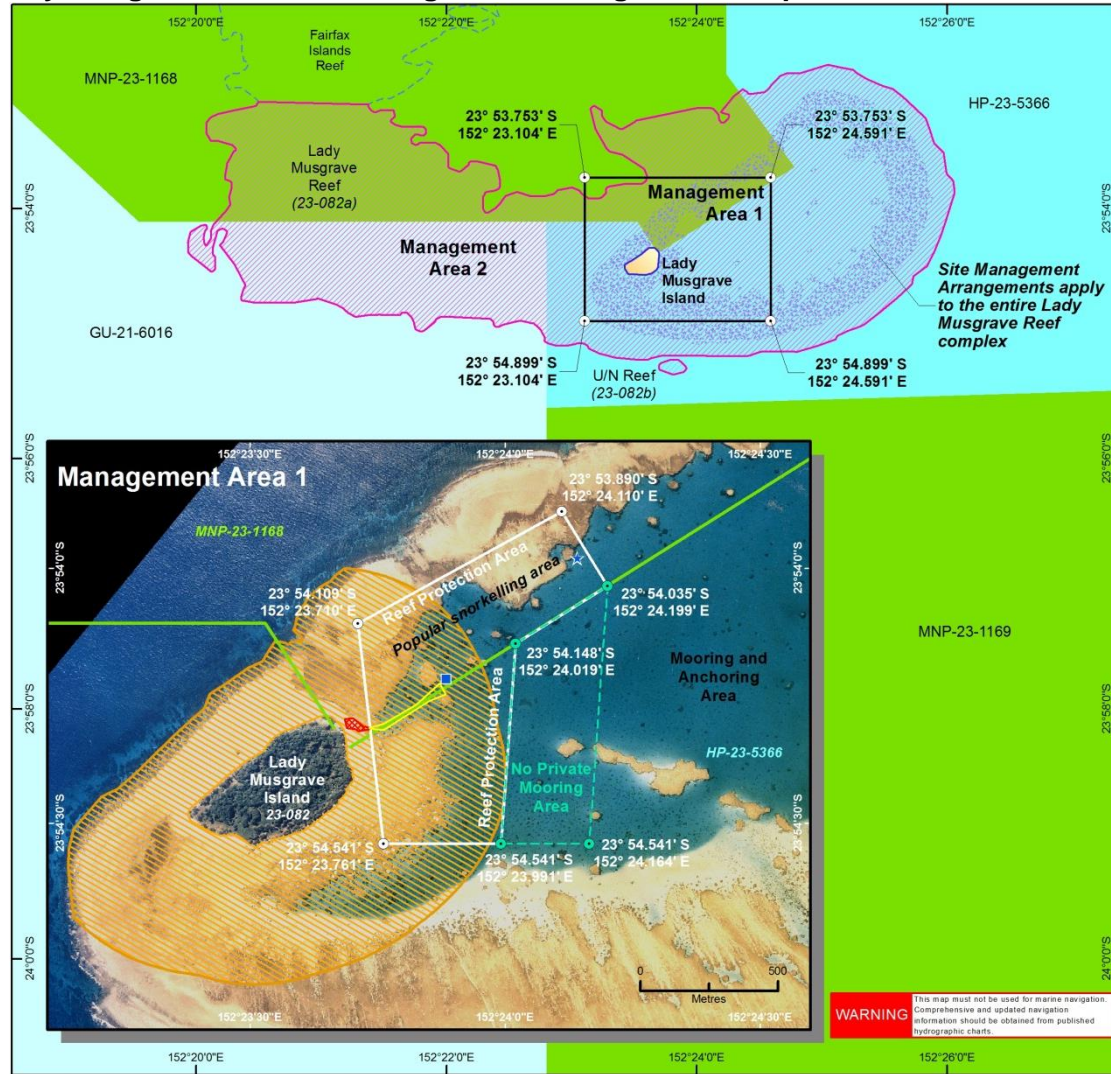 152°20'0"E
152°22'0"E
152°24'0"E
152°26'0"E
Fairfax
Islands
Reef
MNP-23-1168
HP-23-5366
23° 53.753' S
152° 23.104' E
23° 53.753' S
152° 24.591' E
Lady
Musgrave
Reef
(23-082a)
Management
Area 1
23°54'0"S
23°54'0"S
Management
Area 2
Lady
Musgrave
Island
Site Management
Arrangements apply
to the entire Lady
Musgrave Reef
complex
GU-21-6016
23° 54.899' S
152° 23.104' E
23° 54.899' S
152° 24.591' E
U/N Reef
(23-082b)
23°56'0"S
23°56'0"S
Management Area 1
152°23'30"E
152°24'0"E
152°24'30"E
MNP-23-1168
23° 53.890' S
152° 24.110' E
23°54'0"S
23°54'0"S
Reef Protection Area
Popular snorkelling area
23° 54.109' S
152° 23.710' E
23° 54.035' S
152° 24.199' E
23° 54.148' S
152° 24.019' E
Mooring and
Anchoring
Area
MNP-23-1169
23°58'0"S
23°58'0"S
HP-23-5366
Reef Protection Area
No Private
Mooring
Area
Lady
Musgrave
Island
23-082
23°54'30"S
23°54'30"S
23° 54.541' S
152° 23.761' E
23° 54.541' S
152° 23.991' E
23° 54.541' S
152° 24.164' E
24°0'0"S
24°0'0"S
0 500
Metres
152°23'30"E
152°24'0"E
152°24'30"E
WARNING
This map must not be used for marine navigation.
Comprehensive and updated navigation
information should be obtained from published
hydrographic charts.
152°20'0"E
152°22'0"E
152°24'0"E
152°26'0"E